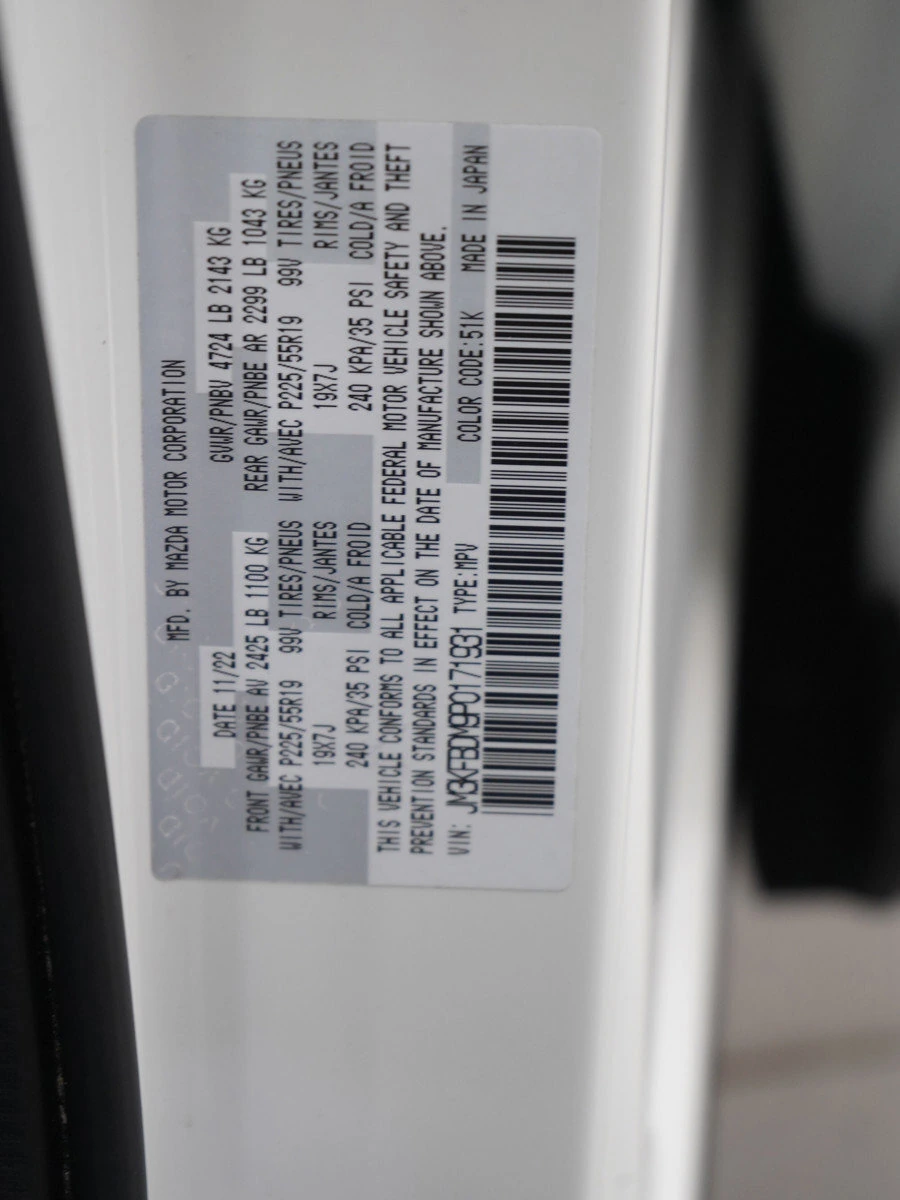 MFD. BY MAZDA MOTOR CORPORATION
DATE 11/22 GVWR/PNBV 4724 LB 2143 KG
FRONT GAWR/PNBE AV 2425 LB 1100 KG REAR GAWR/PNBE AR 2299 LB 1043 KG
WITH/AVEC P225/55R19 99V TIRES/PNEUS WITH/AVEC P225/55R19 99V TIRES/PNEUS
19X7J RIMS/JANTES 19X7J RIMS/JANTES
240 KPA/35 PSI COLD/A FROID 240 KPA/35 PSI COLD/A FROID
THIS VEHICLE CONFORMS TO ALL APPLICABLE FEDERAL MOTOR VEHICLE SAFETY AND THEFT
PREVENTION STANDARDS IN EFFECT ON THE DATE OF MANUFACTURE SHOWN ABOVE.
VIN: JM3KFBDM9P0171931 TYPE:MPV COLOR CODE:51K MADE IN JAPAN